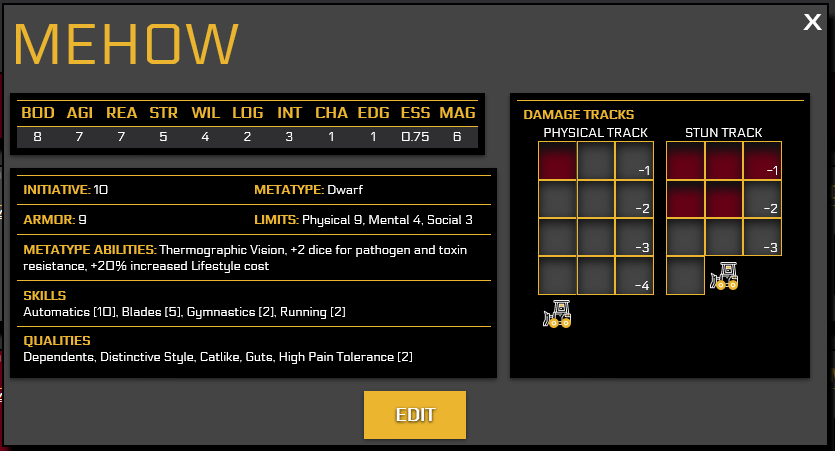 MEHOW
X
BOD AGI REA STR WIL LOG INT CHA EDG ESS MAG
8 7 7 5 4 2 3 1 1 0.75 6
INITIATIVE: 10 METATYPE: Dwarf
ARMOR: 9 LIMITS: Physical 9, Mental 4, Social 3
METATYPE ABILITIES: Thermographic Vision, +2 dice for pathogen and toxin
resistance, +20% increased Lifestyle cost
SKILLS
Automatics [10], Blades [5], Gymnastics [2], Running [2]
QUALITIES
Dependents, Distinctive Style, Catlike, Guts, High Pain Tolerance [2]
DAMAGE TRACKS
PHYSICAL TRACK STUN TRACK
-1 -1
-2 -2
-3 -3
-4
EDIT